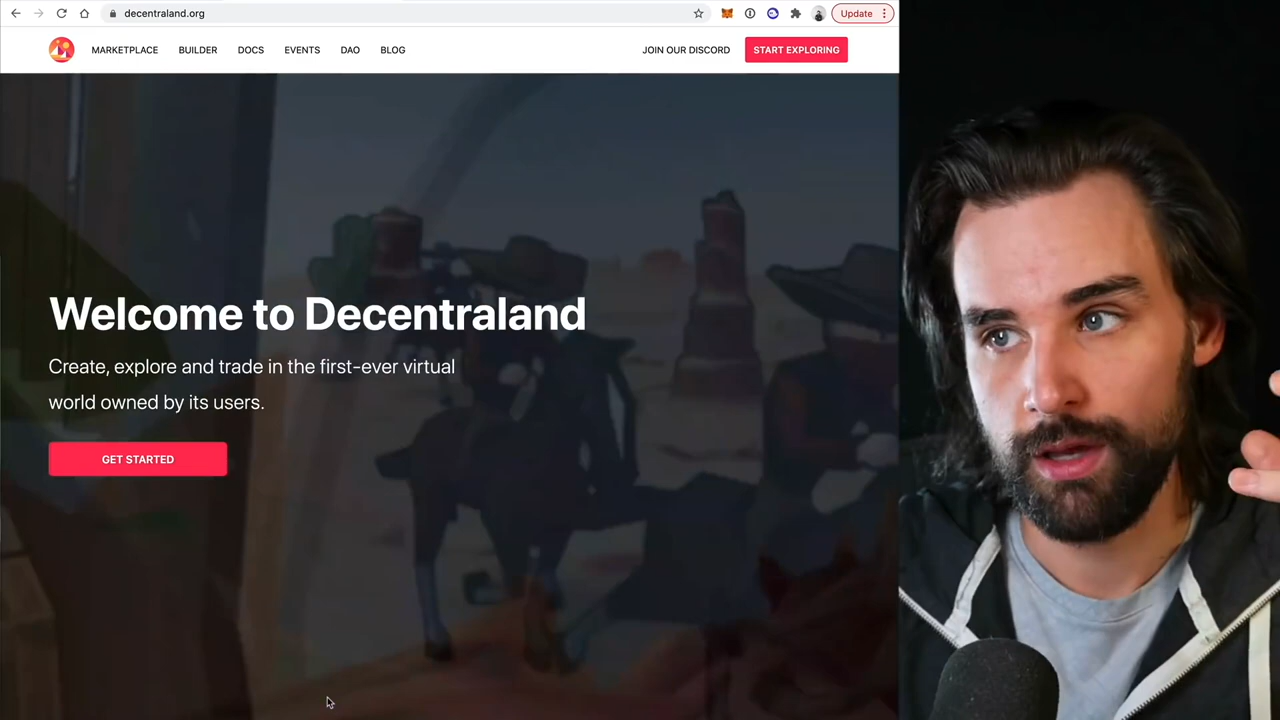 decentraland.org
Update
MARKETPLACE
BUILDER
DOCS
EVENTS
DAO
BLOG
JOIN OUR DISCORD
START EXPLORING
Welcome to Decentraland
Create, explore and trade in the first-ever virtual
world owned by its users.
GET STARTED